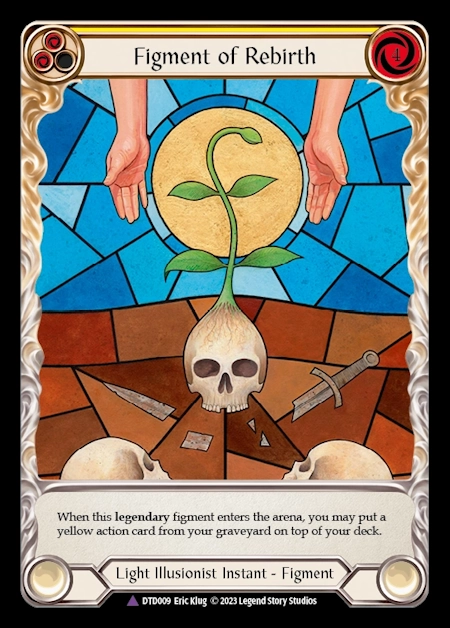 Figment of Rebirth
4
When this legendary figment enters the arena, you may put a
yellow action card from your graveyard on top of your deck.
Light Illusionist Instant - Figment
DTD009 Eric Klug © 2023 Legend Story Studios